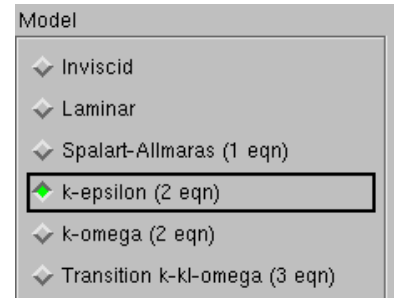 Model
Inviscid
Laminar
Spalart-Allmaras (1 eqn)
k-epsilon (2 eqn)
k-omega (2 eqn)
Transition k-kl-omega (3 eqn)